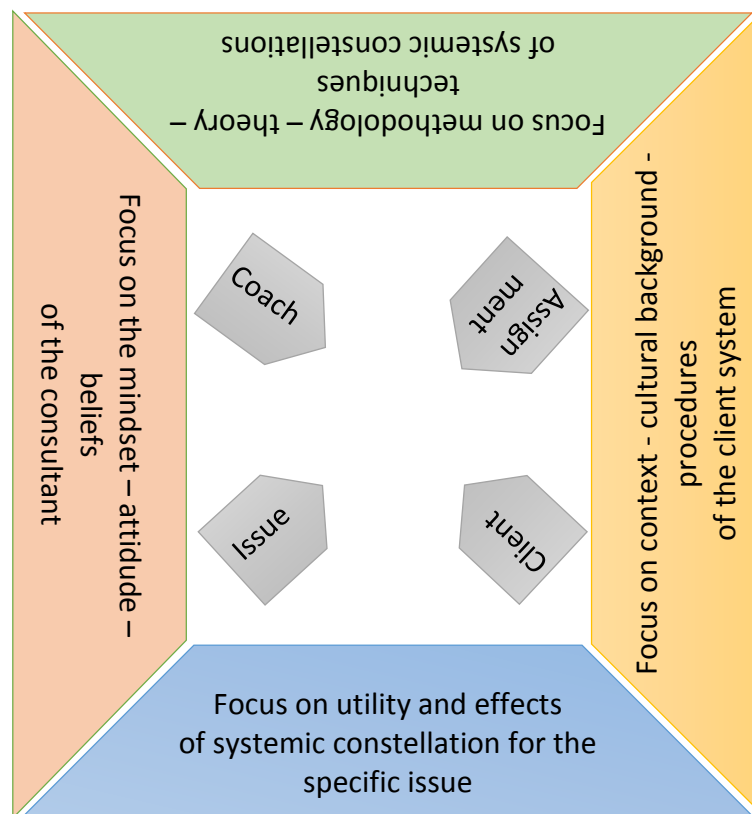 Focus on methodology – theory –
techniques
of systemic constellations
Focus on the mindset – attidude –
beliefs
of the consultant
Coach
Assign
ment
Focus on context - cultural background -
procedures
of the client system
Issue
Client
Focus on utility and effects
of systemic constellation for the
specific issue